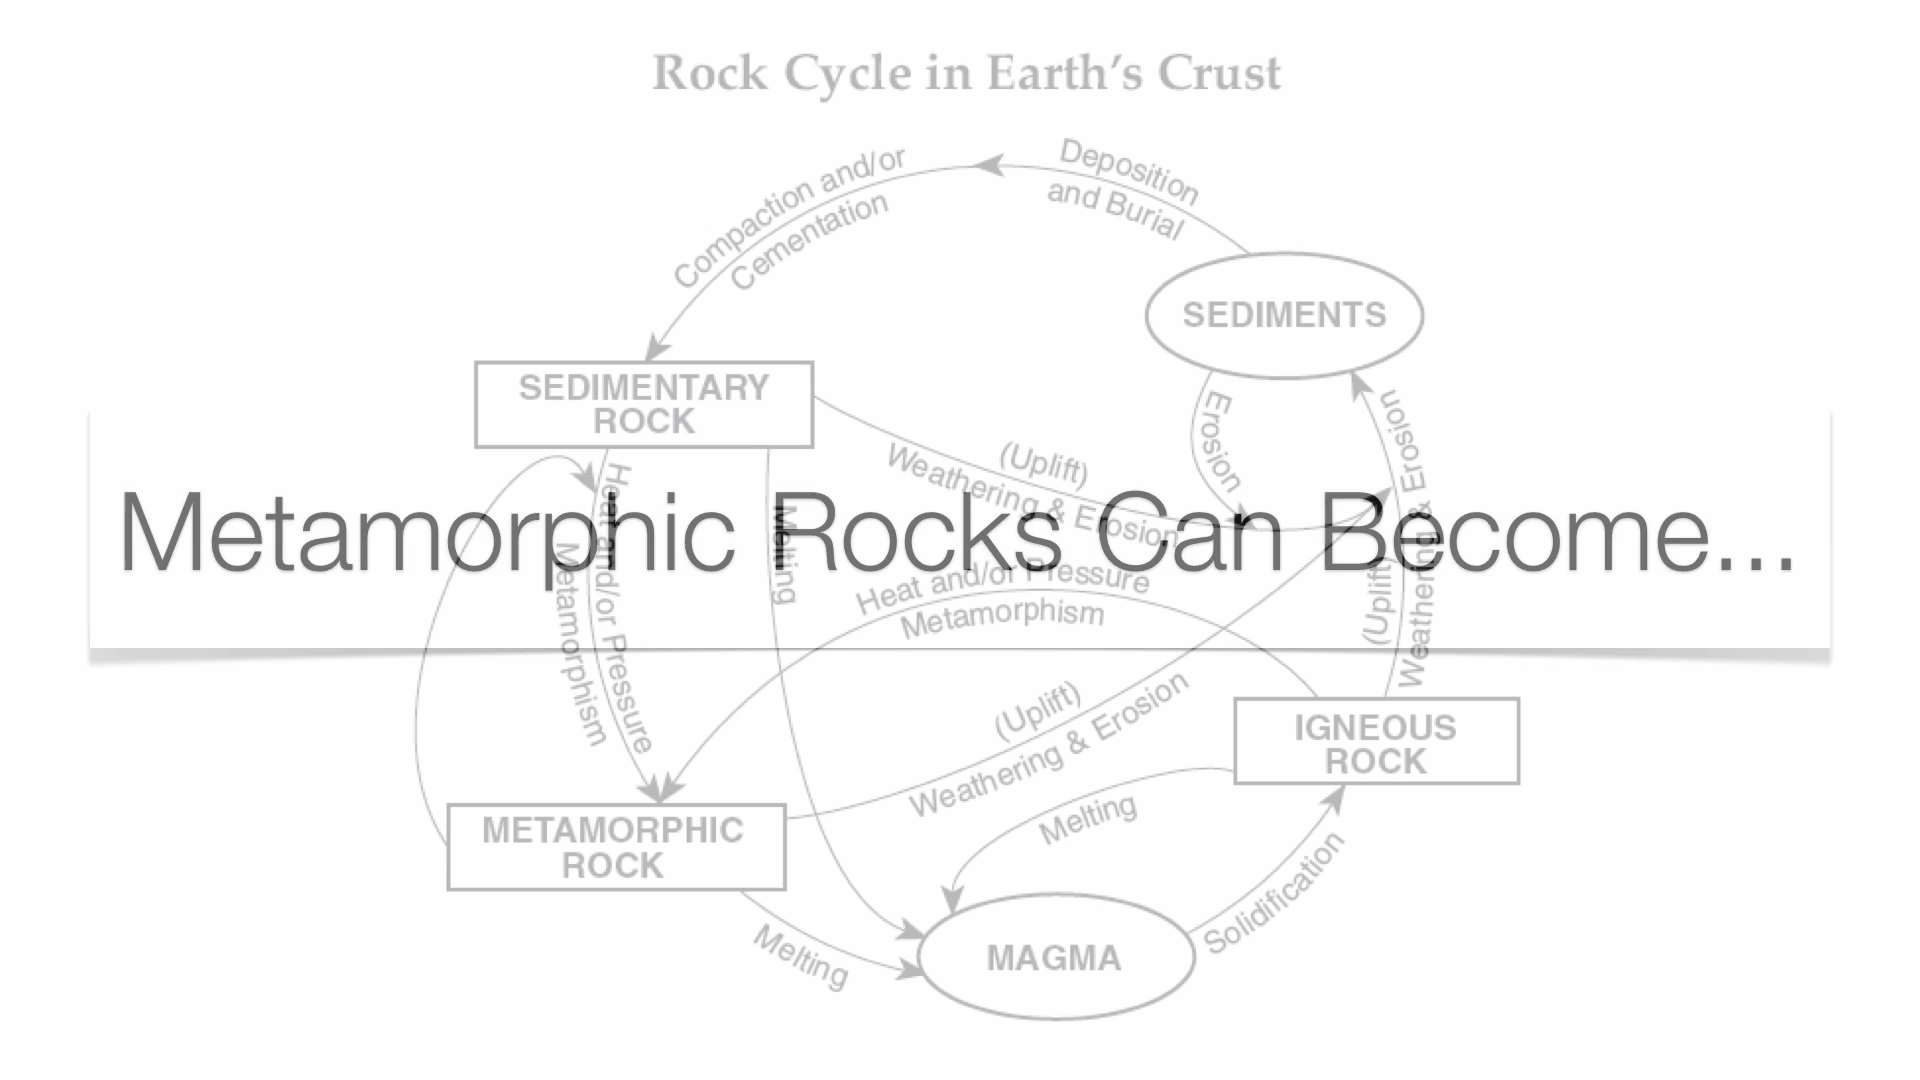 Rock Cycle in Earth's Crust
Deposition
and Burial
Compaction and/or
Cementation
SEDIMENTS
SEDIMENTARY
ROCK
Erosion
(Uplift)
Weathering & Erosion
(Uplift)
Weathering & Erosion
Heat and/or Pressure
Metamorphism
Melting
Metamorphic Rocks Can Become...
Heat and/or Pressure
Metamorphism
(Uplift)
Weathering & Erosion
IGNEOUS
ROCK
Melting
METAMORPHIC
ROCK
Solidification
Melting
MAGMA